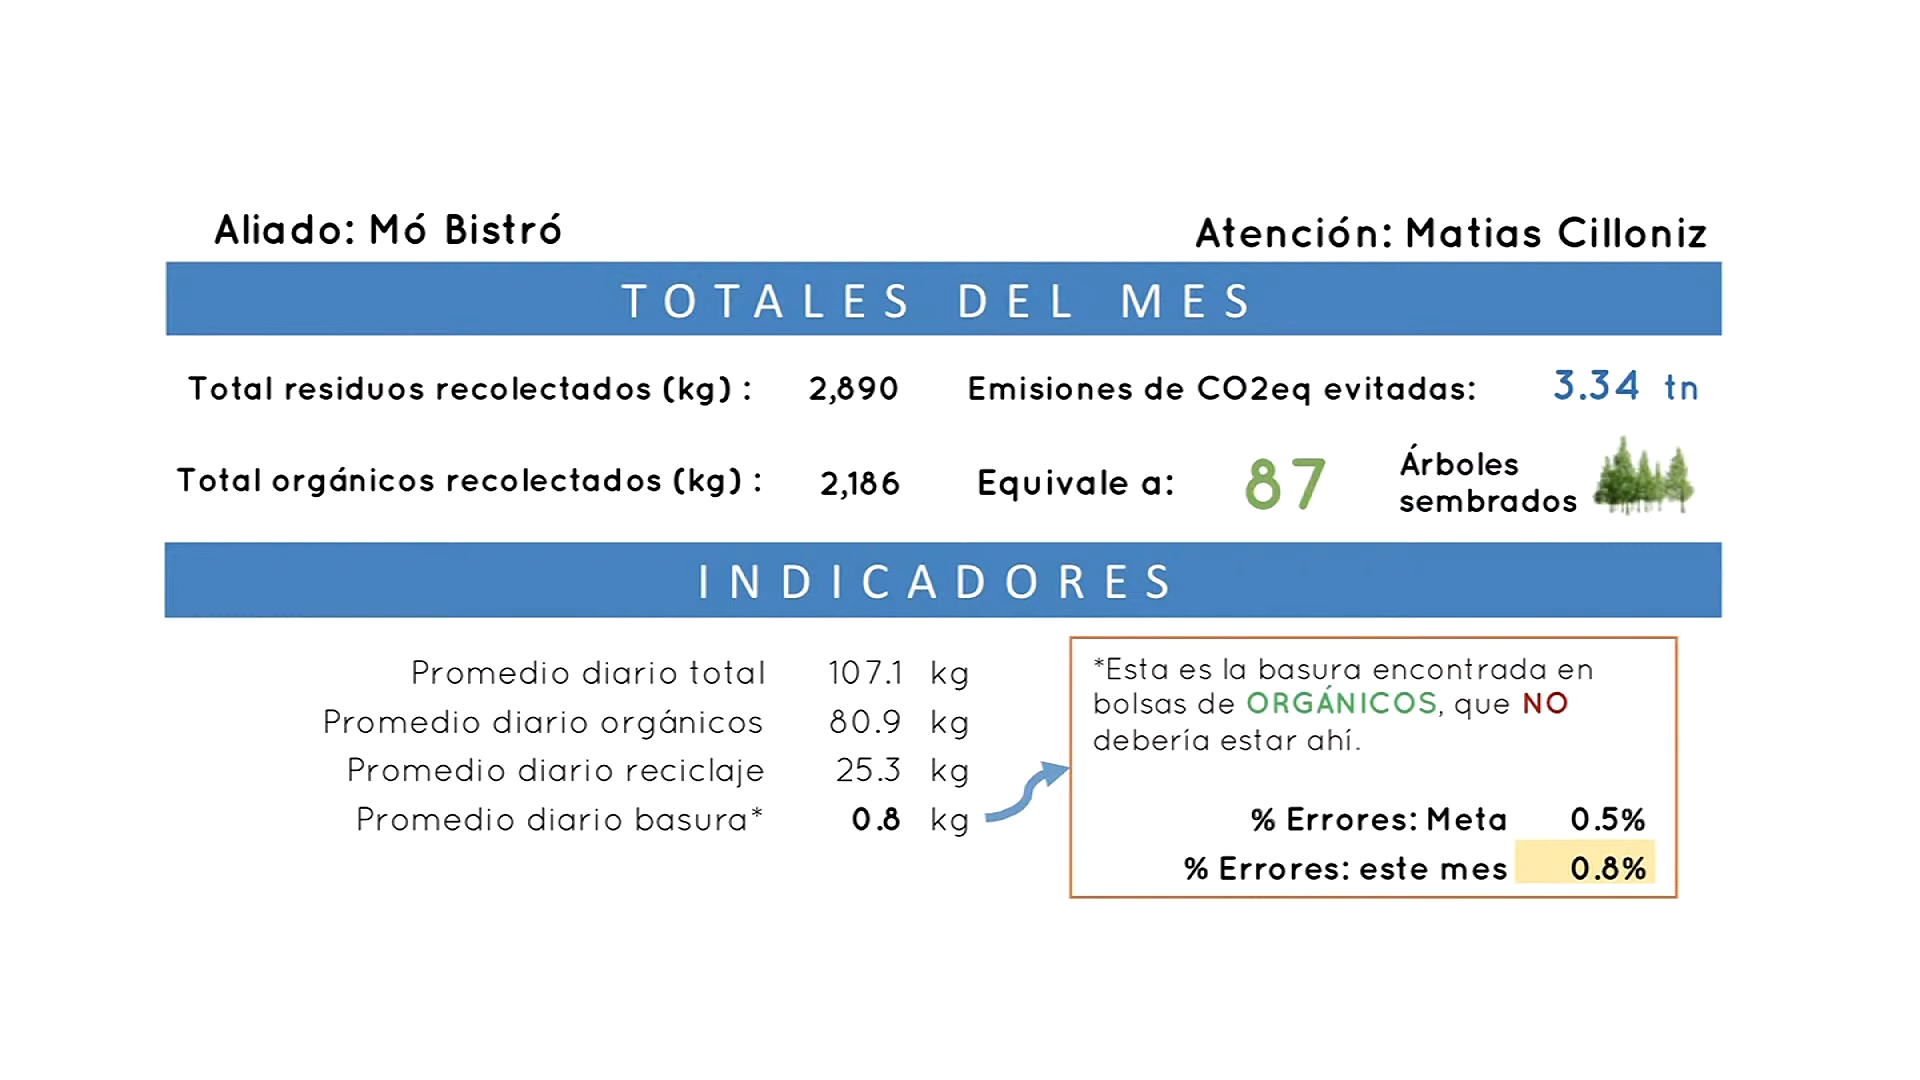 Aliado: Mó Bistró
Atención: Matias Cilloniz
TOTALES DEL MES
Total residuos recolectados (kg) : 2,890 Emisiones de CO2eq evitadas: 3.34 tn
Total orgánicos recolectados (kg) : 2,186 Equivale a: 87 Árboles
sembrados
INDICADORES
Promedio diario total 107.1 kg
Promedio diario orgánicos 80.9 kg
Promedio diario reciclaje 25.3 kg
Promedio diario basura* 0.8 kg
*Esta es la basura encontrada en
bolsas de ORGÁNICOS, que NO
debería estar ahí.
% Errores: Meta 0.5%
% Errores: este mes 0.8%